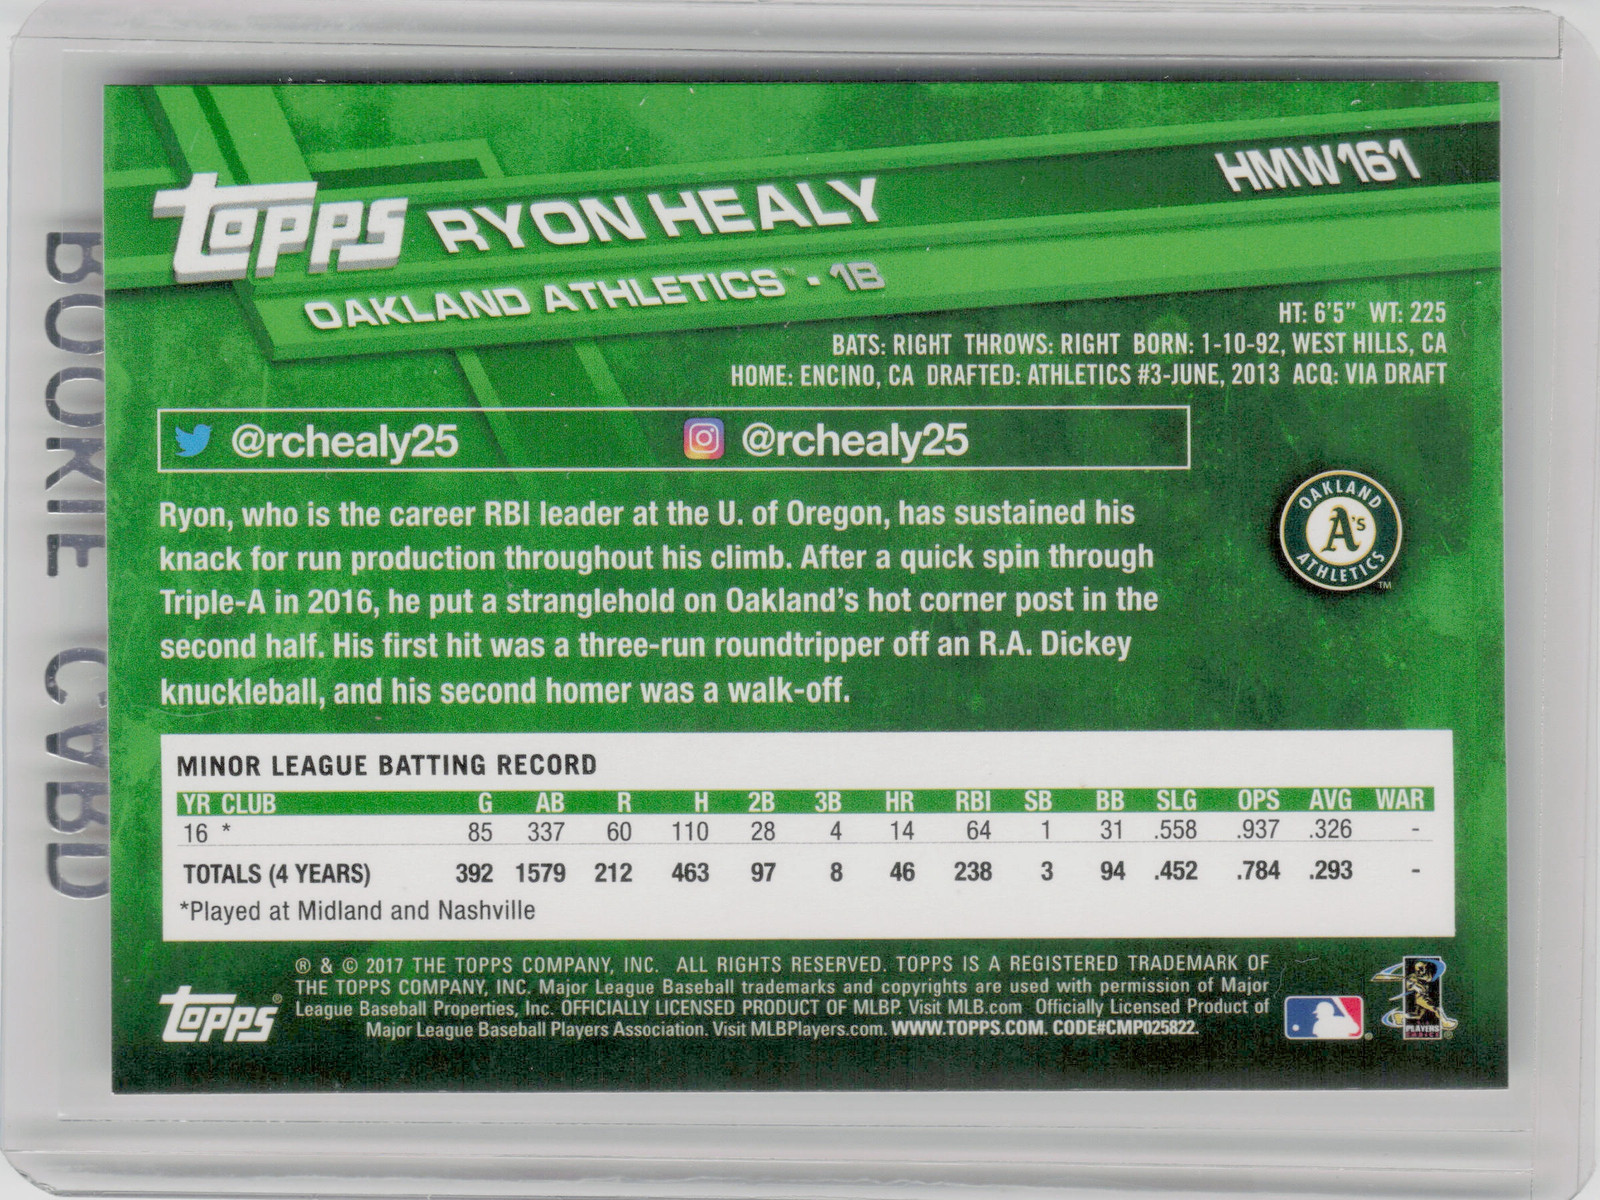 ROOKIE CARD
topps RYON HEALY HMW161
OAKLAND ATHLETICS™ • 1B
HT: 6'5" WT: 225
BATS: RIGHT THROWS: RIGHT BORN: 1-10-92, WEST HILLS, CA
HOME: ENCINO, CA DRAFTED: ATHLETICS #3-JUNE, 2013 ACQ: VIA DRAFT
@rchealy25 @rchealy25
Ryon, who is the career RBI leader at the U. of Oregon, has sustained his
knack for run production throughout his climb. After a quick spin through
Triple-A in 2016, he put a stranglehold on Oakland's hot corner post in the
second half. His first hit was a three-run roundtripper off an R.A. Dickey
knuckleball, and his second homer was a walk-off.
OAKLAND
A's
ATHLETICS™
MINOR LEAGUE BATTING RECORD
YR CLUB G AB R H 2B 3B HR RBI SB BB SLG OPS AVG WAR
16 * 85 337 60 110 28 4 14 64 1 31 .558 .937 .326 -
TOTALS (4 YEARS) 392 1579 212 463 97 8 46 238 3 94 .452 .784 .293 -
*Played at Midland and Nashville
® & © 2017 THE TOPPS COMPANY, INC. ALL RIGHTS RESERVED. TOPPS IS A REGISTERED TRADEMARK OF
THE TOPPS COMPANY, INC. Major League Baseball trademarks and copyrights are used with permission of Major
League Baseball Properties, Inc. OFFICIALLY LICENSED PRODUCT OF MLBP. Visit MLB.com Officially Licensed Product of
Major League Baseball Players Association. Visit MLBPlayers.com. WWW.TOPPS.COM. CODE#CMP025822.
topps®
PLAYERS
CHOICE